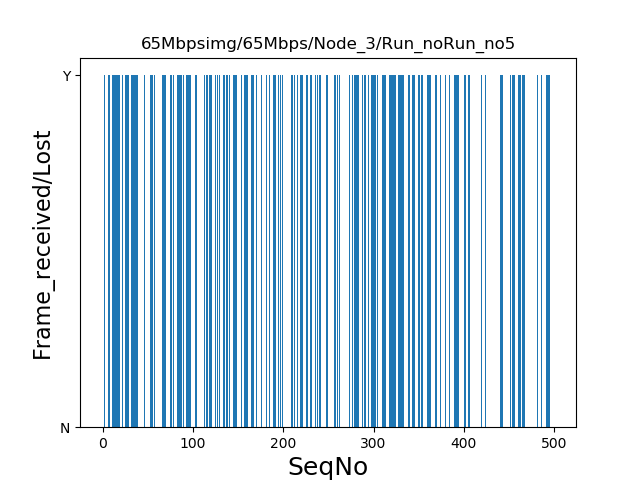 65Mbpsimg/65Mbps/Node_3/Run_noRun_no5
Y
Frame_received/Lost
N
0 100 200 300 400 500
SeqNo